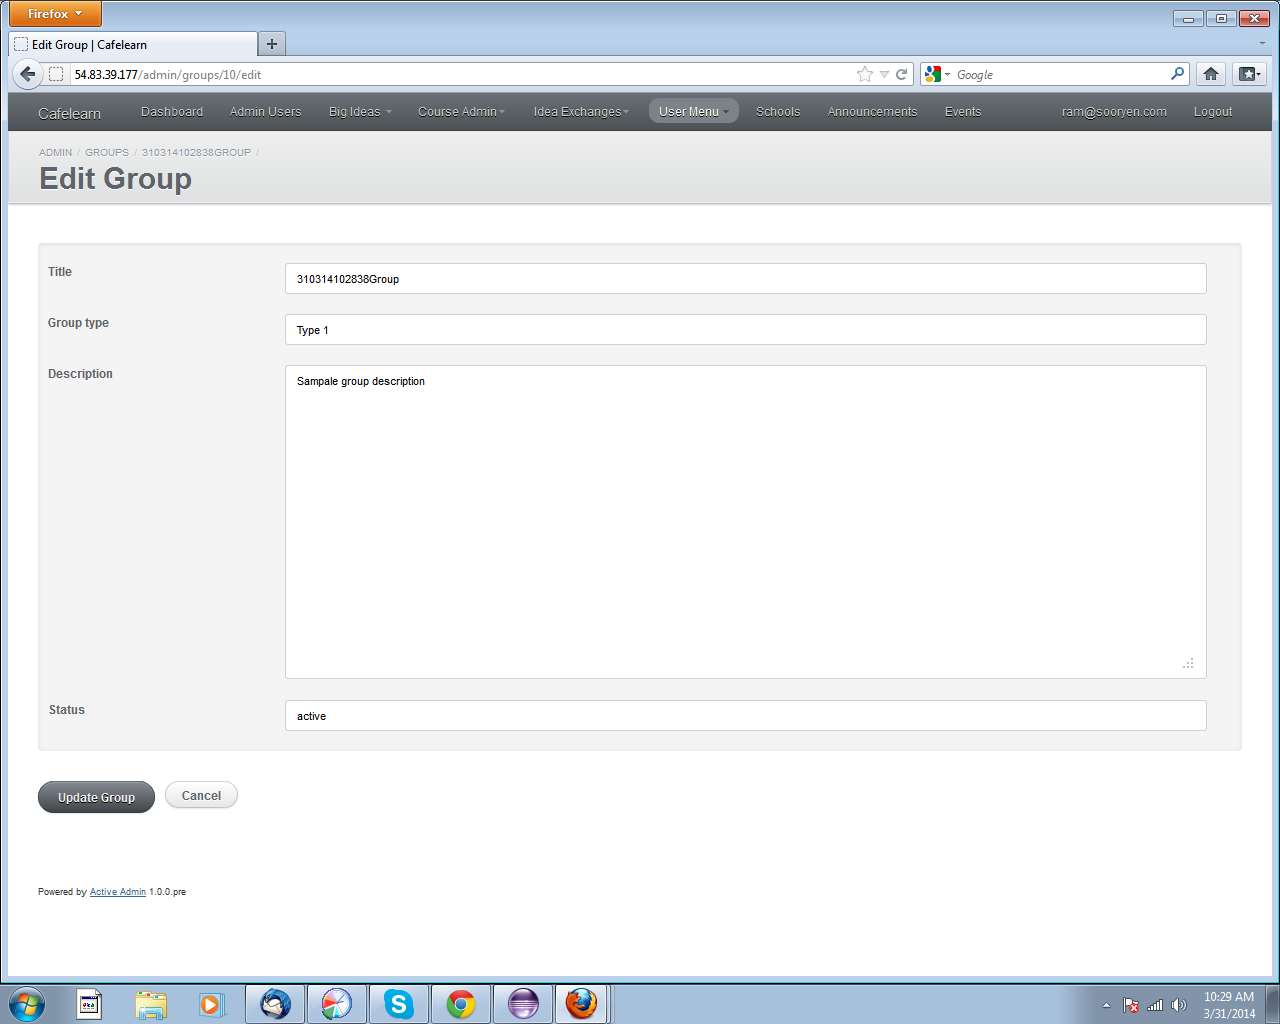 Firefox
Edit Group | Cafelearn
54.83.39.177/admin/groups/10/edit
Google
Cafelearn Dashboard Admin Users Big Ideas Course Admin Idea Exchanges User Menu Schools Announcements Events ram@sooryen.com Logout
ADMIN / GROUPS / 310314102838GROUP /
Edit Group
Title
310314102838Group
Group type
Type 1
Description
Sampale group description
Status
active
Update Group
Cancel
Powered by Active Admin 1.0.0.pre
10:29 AM
3/31/2014